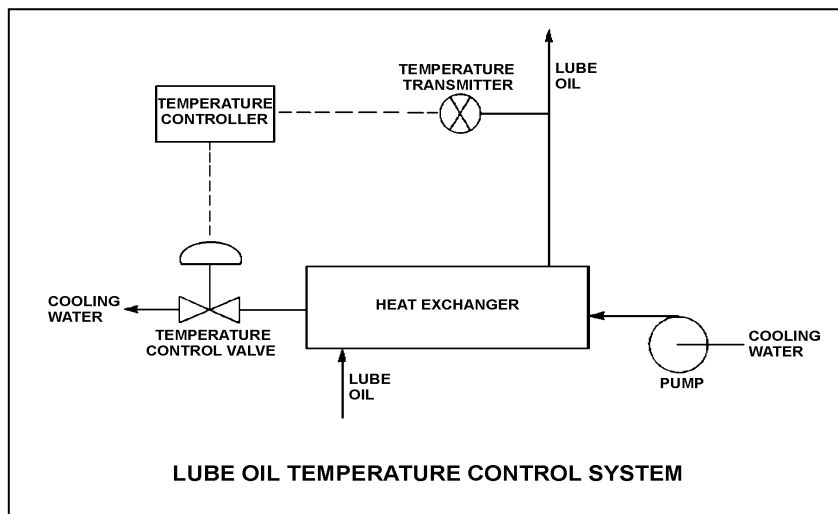 TEMPERATURE
TRANSMITTER
LUBE
OIL
TEMPERATURE
CONTROLLER
HEAT EXCHANGER
COOLING
WATER
TEMPERATURE
CONTROL VALVE
COOLING
WATER
PUMP
LUBE
OIL
LUBE OIL TEMPERATURE CONTROL SYSTEM